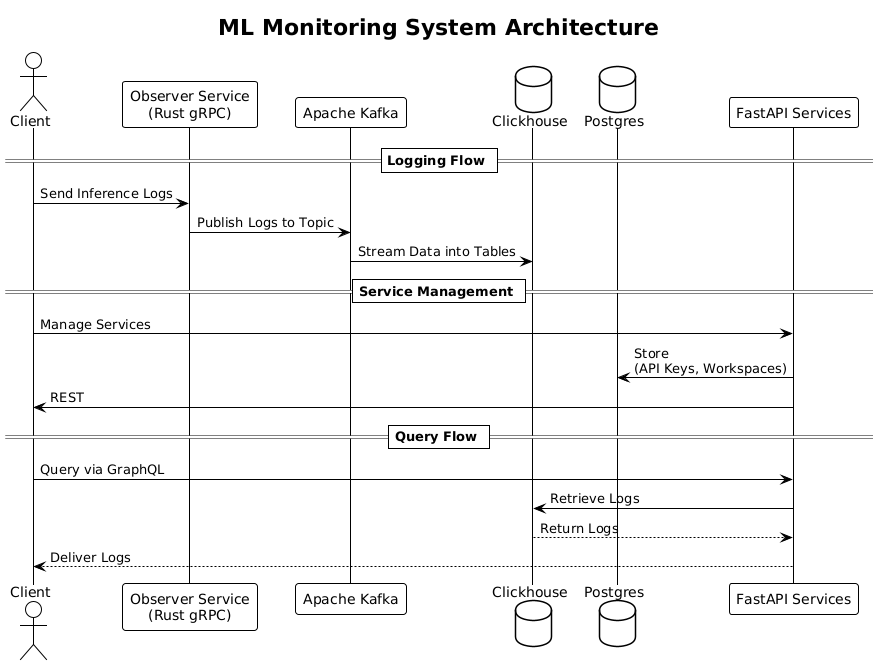 ML Monitoring System Architecture
Client
Observer Service
(Rust gRPC)
Apache Kafka
Clickhouse
Postgres
FastAPI Services
Logging Flow
Send Inference Logs
Publish Logs to Topic
Stream Data into Tables
Service Management
Manage Services
Store
(API Keys, Workspaces)
REST
Query Flow
Query via GraphQL
Retrieve Logs
Return Logs
Deliver Logs
Client
Observer Service
(Rust gRPC)
Apache Kafka
Clickhouse
Postgres
FastAPI Services